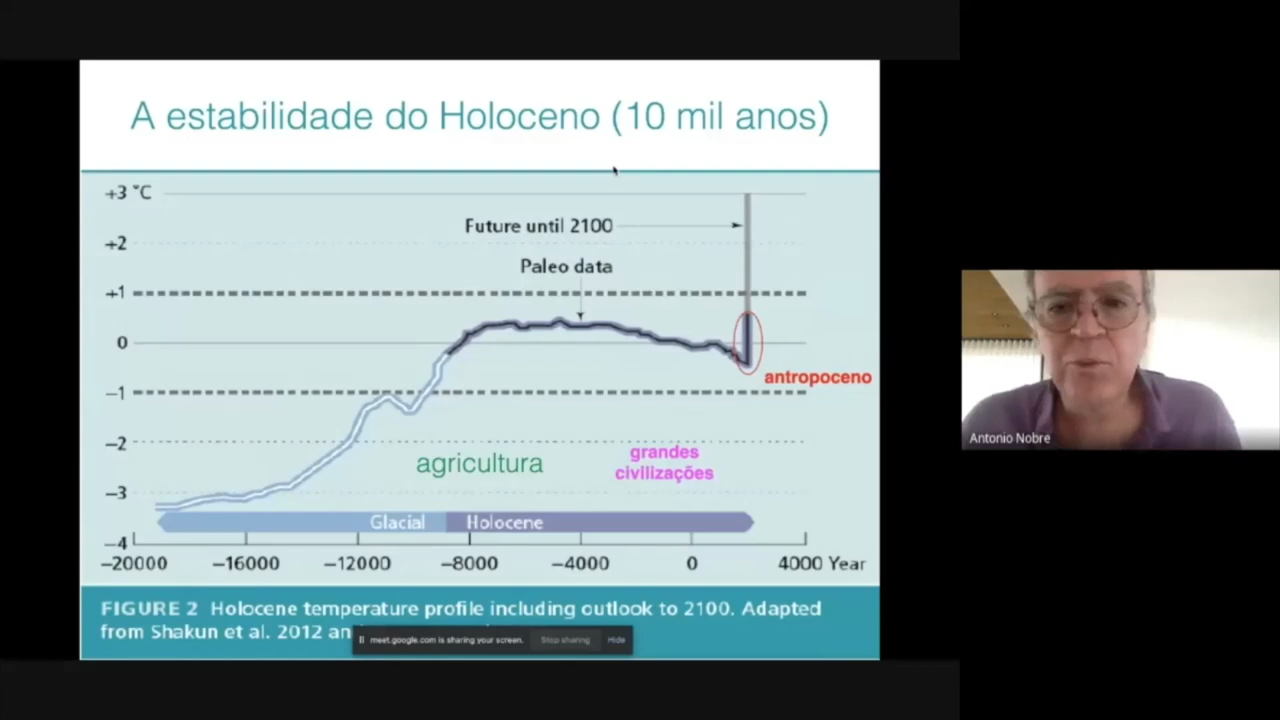 A estabilidade do Holoceno (10 mil anos)
+3 °C
Future until 2100
+2
Paleo data
+1
0
antropoceno
−1
grandes
civilizações
−2
agricultura
−3
Glacial
Holocene
−4
−20000 −16000 −12000 −8000 −4000 0 4000 Year
FIGURE 2 Holocene temperature profile including outlook to 2100. Adapted
from Shakun et al. 2012 an
meet.google.com is sharing your screen. Stop sharing Hide
Antonio Nobre